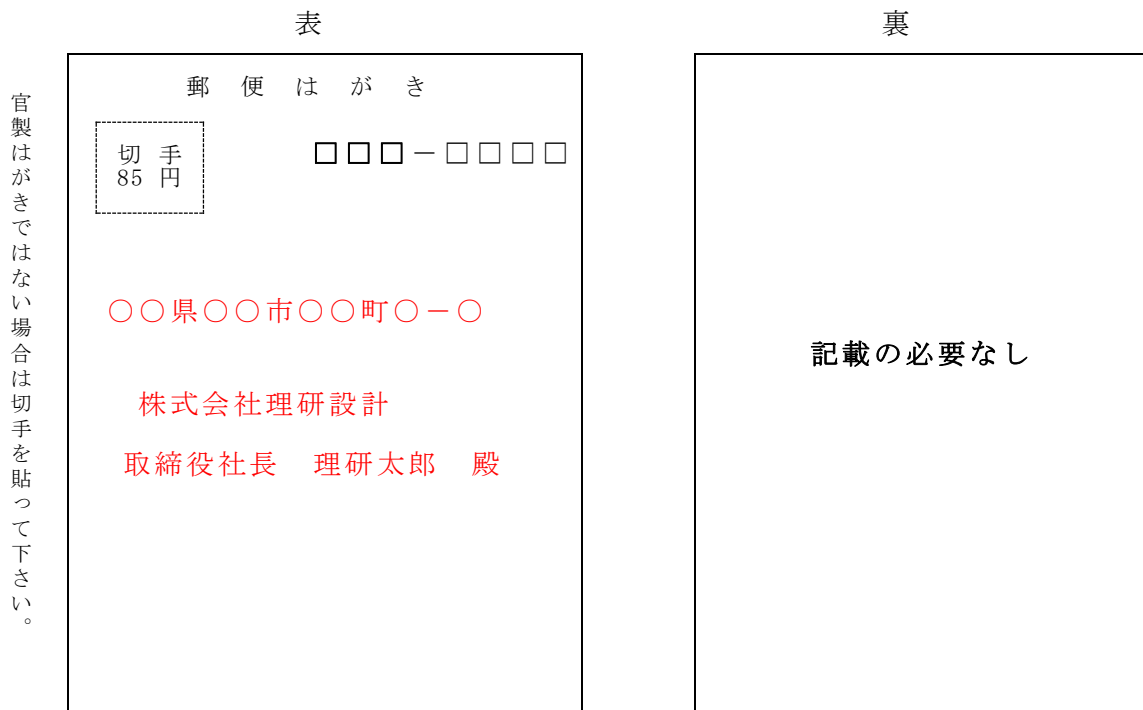 表
郵便はがき
切手
85円
□□□－□□□□
○○県○○市○○町○－○
株式会社理研設計
取締役社長　理研太郎　殿
官製はがきではない場合は切手を貼って下さい。
裏
記載の必要なし